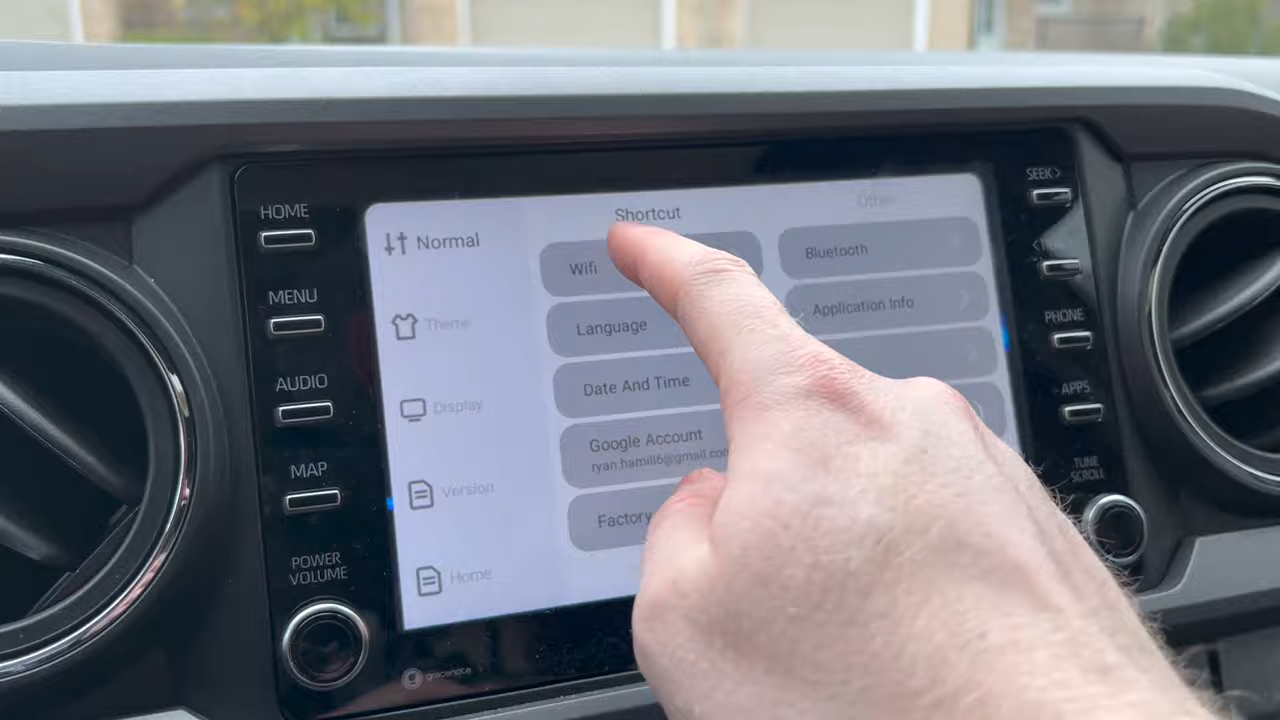 HOME
MENU
AUDIO
MAP
POWER
VOLUME
Normal
Theme
Display
Version
Home
Shortcut
Wifi
Language
Date And Time
Google Account
ryan.hamill6@gmail.com
Factory
Other
Bluetooth
Application Info
SEEK >
PHONE
APPS
TUNE
SCROLL
gracenote